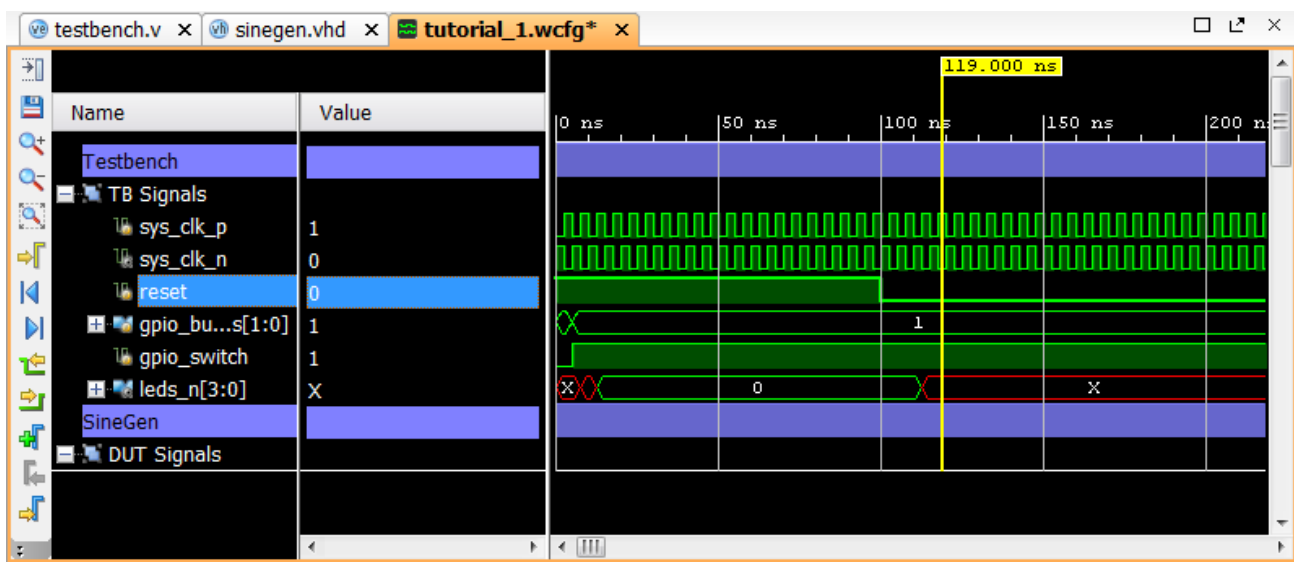 testbench.v sinegen.vhd tutorial_1.wcfg*
119.000 ns
Name Value
0 ns 50 ns 100 ns 150 ns 200 n
Testbench
TB Signals
sys_clk_p 1
sys_clk_n 0
reset 0
gpio_bu...s[1:0] 1 1
gpio_switch 1
leds_n[3:0] X X 0 X
SineGen
DUT Signals